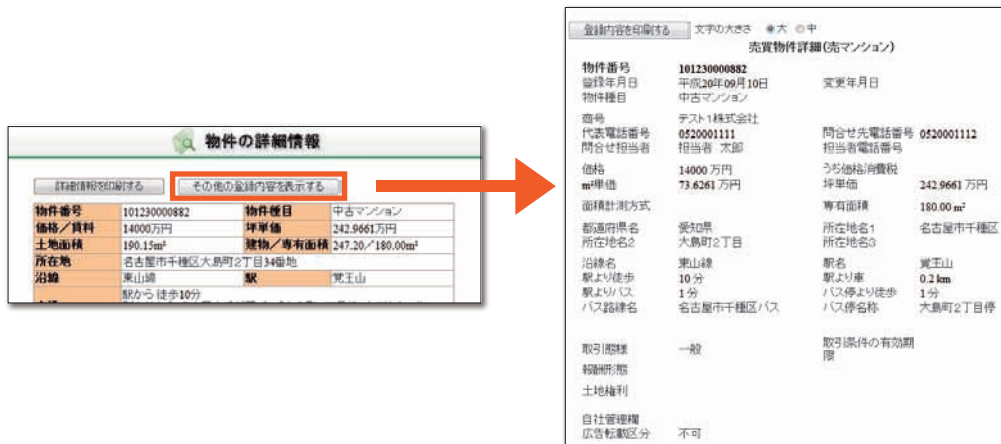 物件の詳細情報
詳細情報を印刷する その他の登録内容を表示する
物件番号 101230000882 物件種目 中古マンション
価格／賃料 14000万円 坪単価 242.9661万円
土地面積 190.15m² 建物／専有面積 247.20／180.00m²
所在地 名古屋市千種区大島町2丁目34番地
沿線 東山線 駅 覚王山
駅から 徒歩10分
登録内容を印刷する 文字の大きさ 大 中
売買物件詳細(売マンション)
物件番号 101230000882
登録年月日 平成20年09月10日 変更年月日
物件種目 中古マンション
商号 テスト1株式会社
代表電話番号 0520001111 問合せ先電話番号 0520001112
問合せ担当者 担当者 太郎 担当者電話番号
価格 14000 万円 うち価格消費税
m²単価 73.6261 万円 坪単価 242.9661 万円
面積計測方式 専有面積 180.00 m²
都道府県名 愛知県 所在地名1 名古屋市千種区
所在地名2 大島町2丁目 所在地名3
沿線名 東山線 駅名 覚王山
駅より徒歩 10 分 駅より車 0.2 km
駅よりバス 1 分 バス停より徒歩 1 分
バス路線名 名古屋市千種区バス バス停名称 大島町2丁目停
取引態様 一般 取引条件の有効期
限
報酬形態
土地権利
自社管理欄
広告転載区分 不可